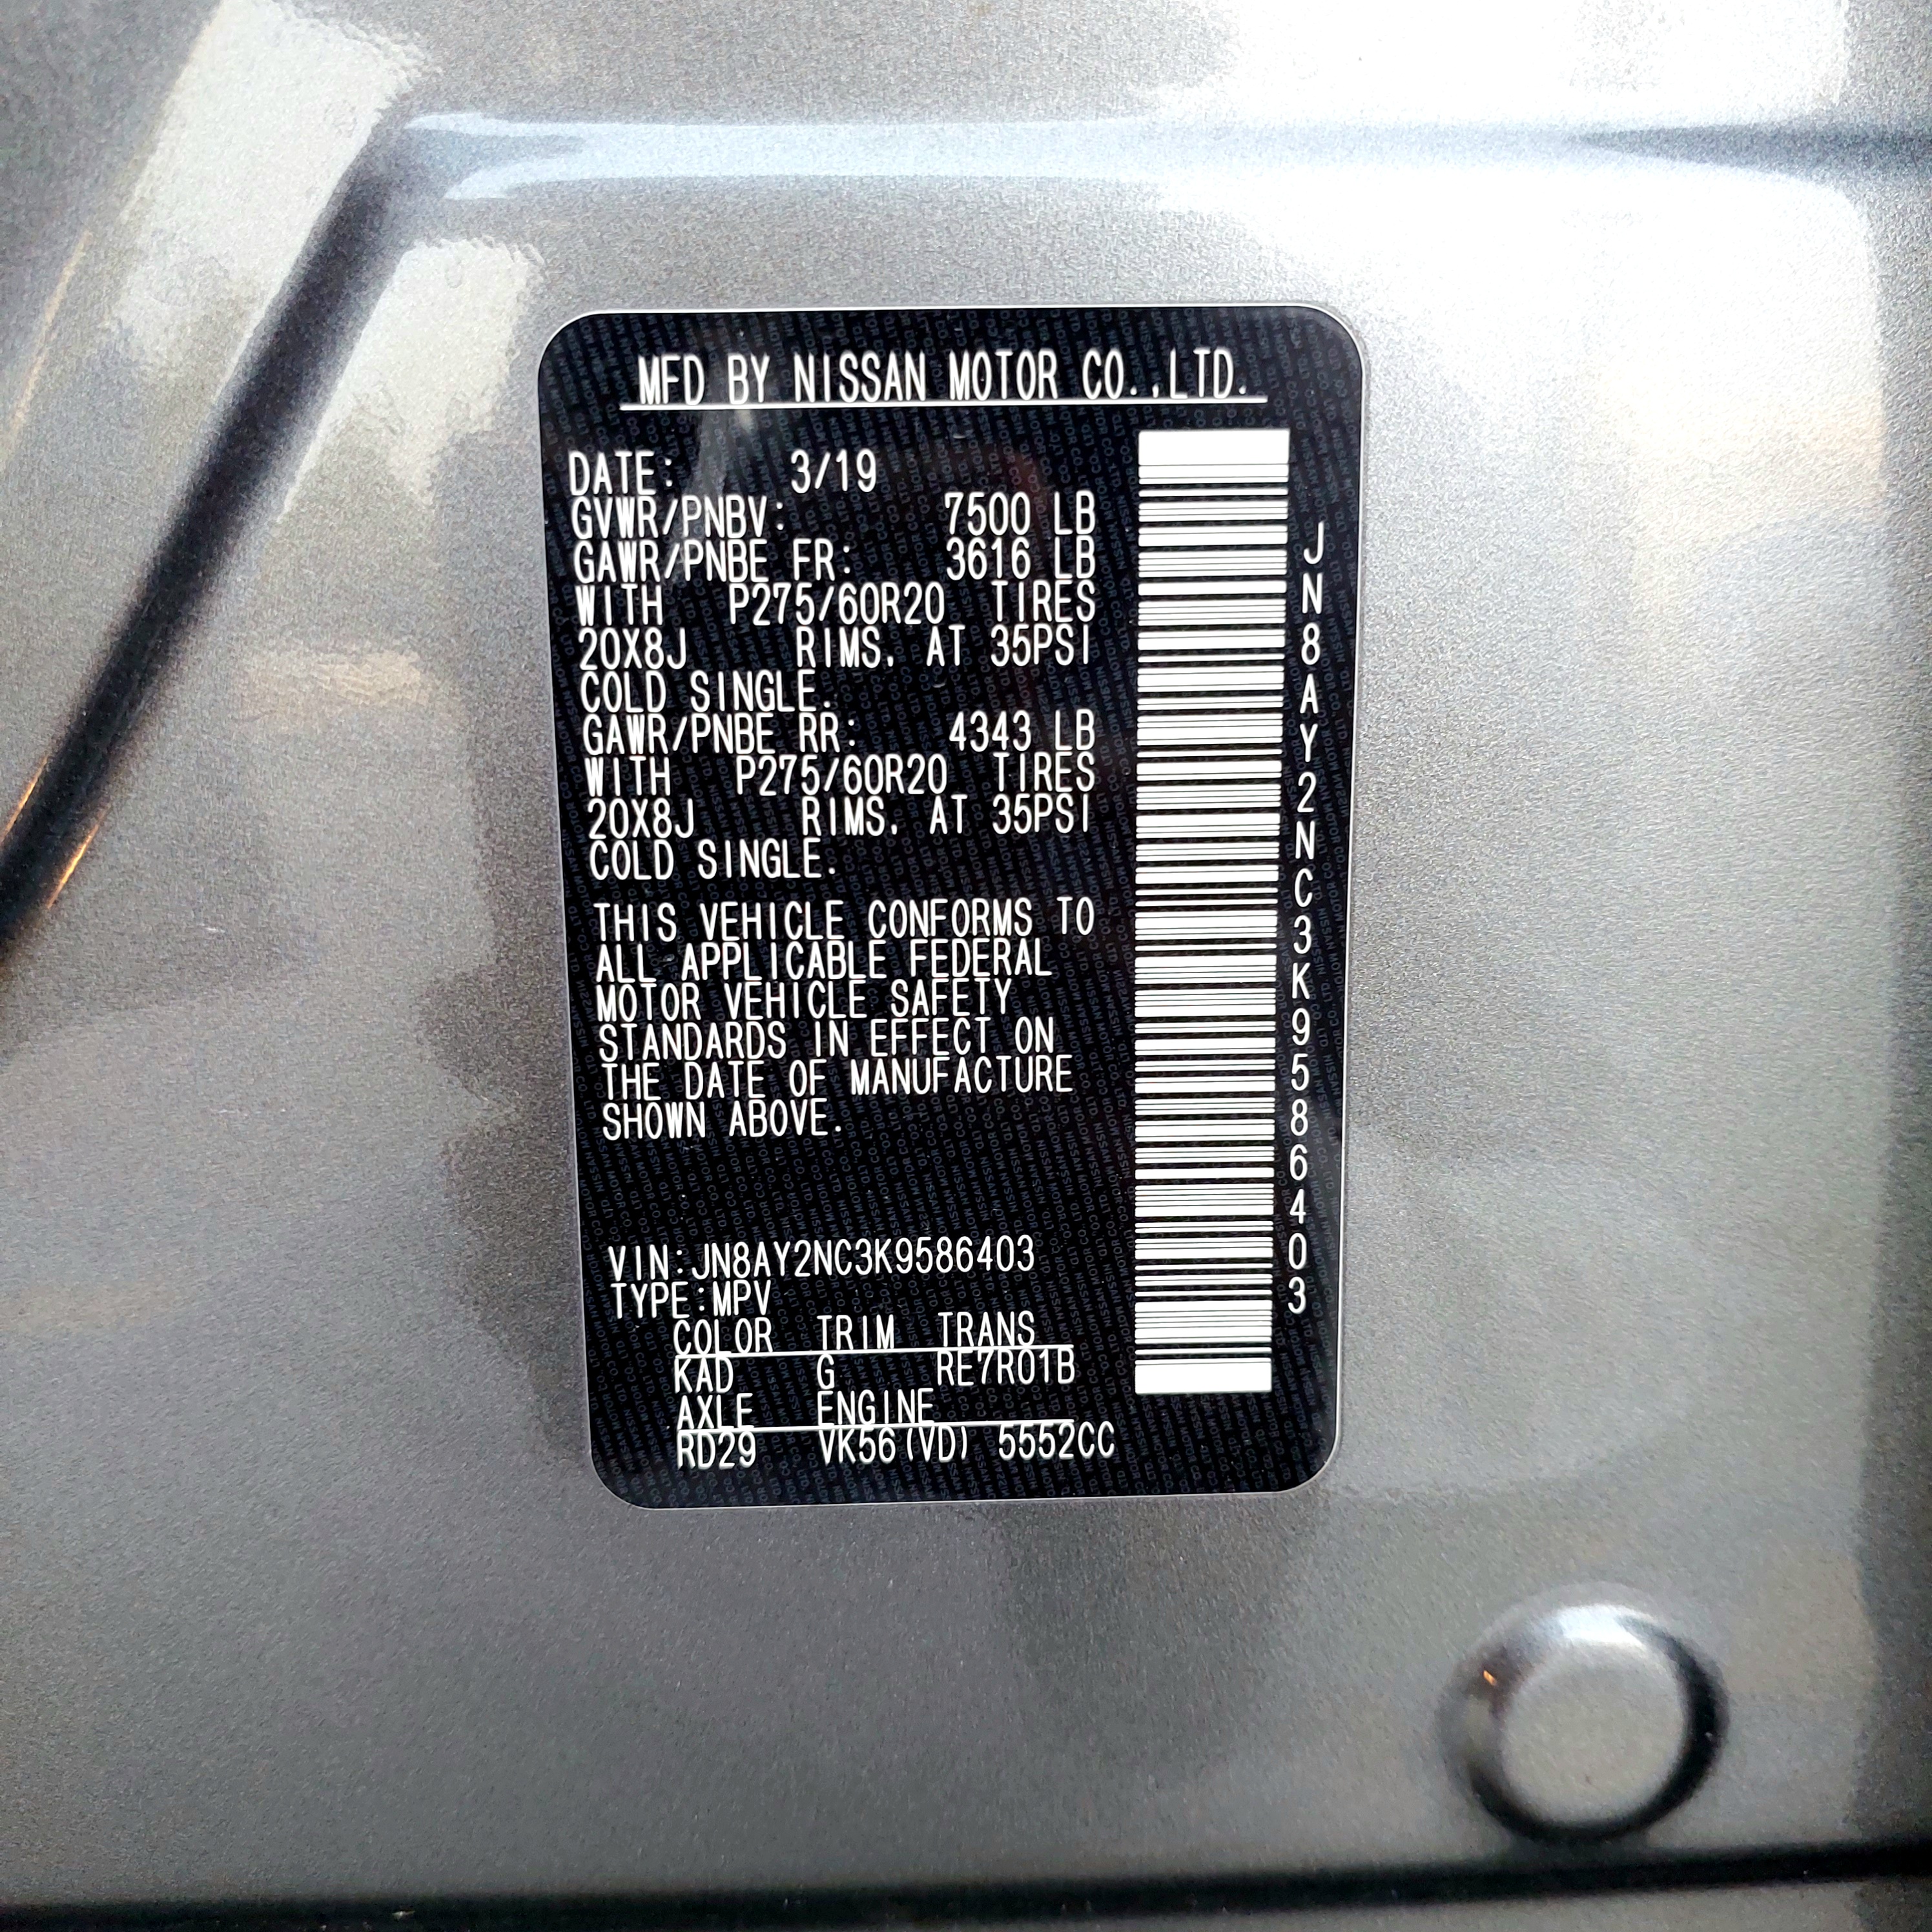 MFD BY NISSAN MOTOR CO.,LTD.
DATE: 3/19
GVWR/PNBV: 7500 LB
GAWR/PNBE FR: 3616 LB
WITH P275/60R20 TIRES
20X8J RIMS, AT 35PSI
COLD SINGLE.
GAWR/PNBE RR: 4343 LB
WITH P275/60R20 TIRES
20X8J RIMS, AT 35PSI
COLD SINGLE.
THIS VEHICLE CONFORMS TO
ALL APPLICABLE FEDERAL
MOTOR VEHICLE SAFETY
STANDARDS IN EFFECT ON
THE DATE OF MANUFACTURE
SHOWN ABOVE.
VIN:JN8AY2NC3K9586403
TYPE:MPV
COLOR TRIM TRANS
KAD G RE7R01B
AXLE ENGINE
RD29 VK56(VD) 5552CC
JN8AY2NC3K9586403